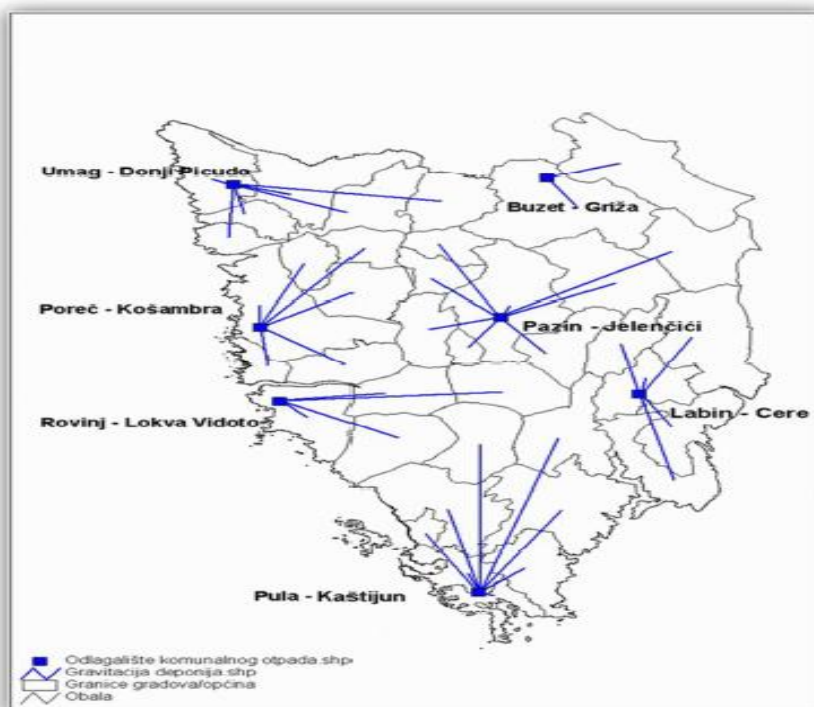 Umag - Donji Picudo
Buzet - Griža
Poreč - Košambra
Pazin - Jelenčići
Rovinj - Lokva Vidoto
Labin - Cere
Pula - Kaštijun
Odlagalište komunalnog otpada.shp
Gravitacija deponija.shp
Granice gradova/općina
Obala